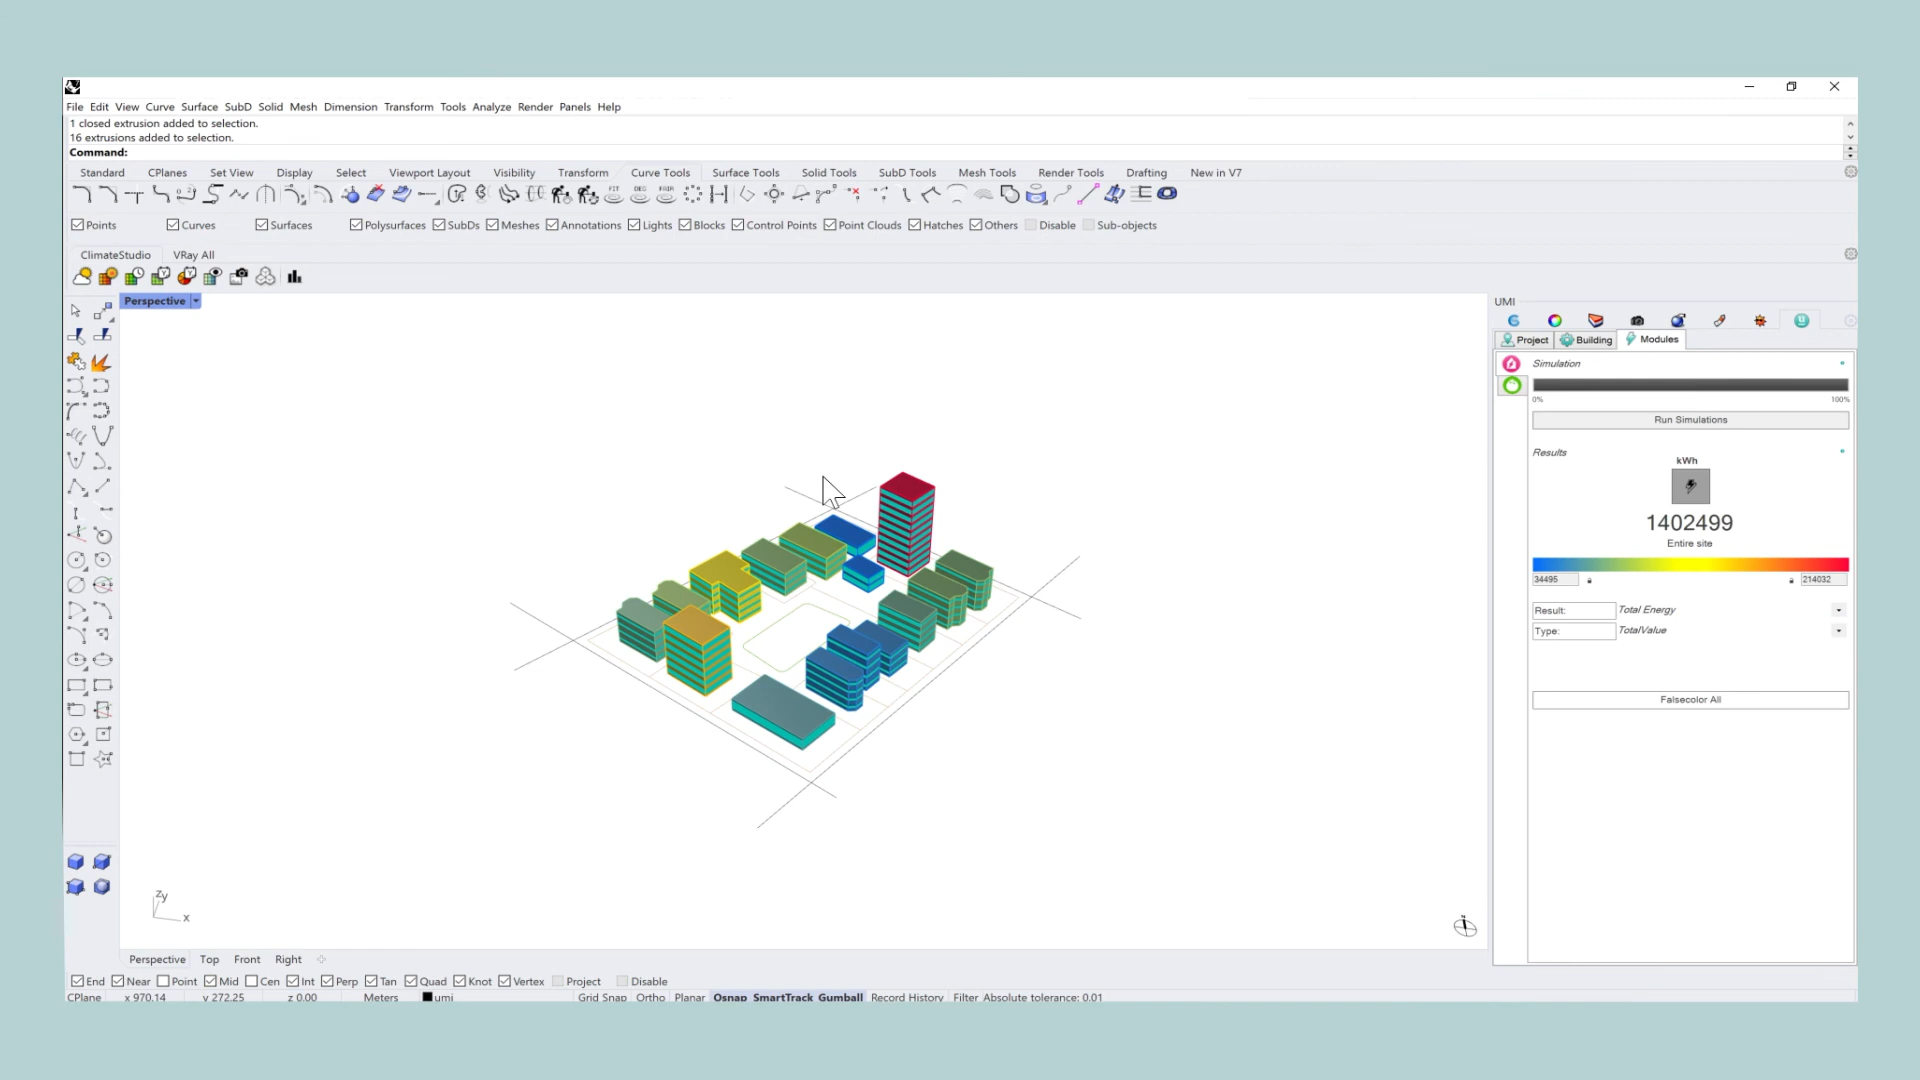 File Edit View Curve Surface SubD Solid Mesh Dimension Transform Tools Analyze Render Panels Help
1 closed extrusion added to selection.
16 extrusions added to selection.
Command:
Standard CPlanes Set View Display Select Viewport Layout Visibility Transform Curve Tools Surface Tools Solid Tools SubD Tools Mesh Tools Render Tools Drafting New in V7
Points Curves Surfaces Polysurfaces SubDs Meshes Annotations Lights Blocks Control Points Point Clouds Hatches Others Disable Sub-objects
ClimateStudio VRay All
Perspective
UMI
Project Building Modules
Simulation
0% 100%
Run Simulations
Results
kWh
1402499
Entire site
34495 214032
Result: Total Energy
Type: TotalValue
Falsecolor All
z y
x
Perspective Top Front Right
End Near Point Mid Cen Int Perp Tan Quad Knot Vertex Project Disable
CPlane x 970.14 y 272.25 z 0.00 Meters umi Grid Snap Ortho Planar Osnap SmartTrack Gumball Record History Filter Absolute tolerance: 0.01